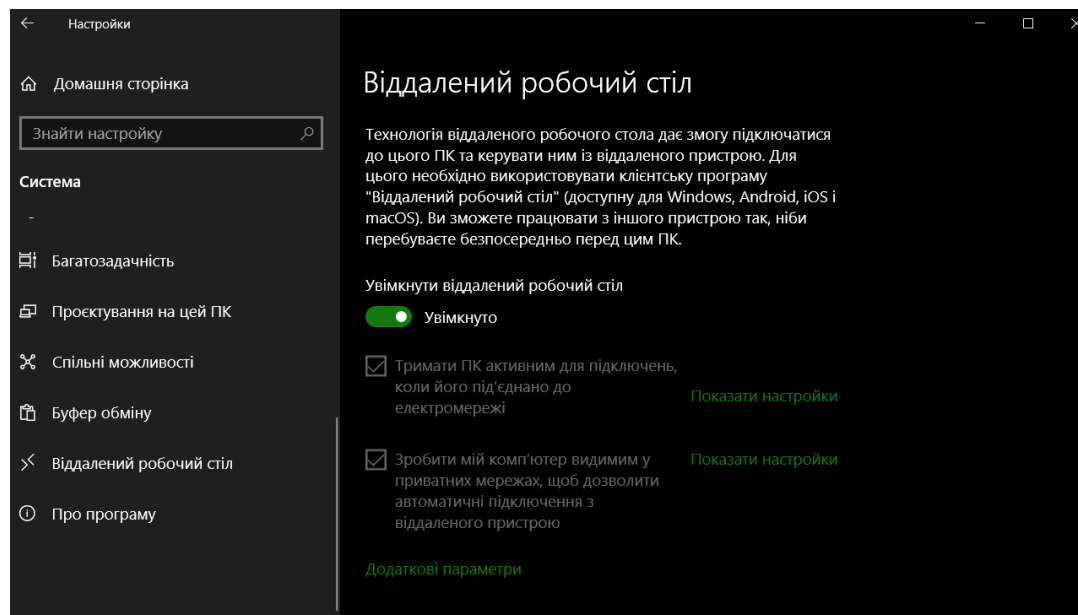 Настройки
Домашня сторінка
Знайти настройку
Система
Багатозадачність
Проєктування на цей ПК
Спільні можливості
Буфер обміну
Віддалений робочий стіл
Про програму
Віддалений робочий стіл
Технологія віддаленого робочого стола дає змогу підключатися
до цього ПК та керувати ним із віддаленого пристрою. Для
цього необхідно використовувати клієнтську програму
"Віддалений робочий стіл" (доступну для Windows, Android, iOS і
macOS). Ви зможете працювати з іншого пристрою так, ніби
перебуваєте безпосередньо перед цим ПК.
Увімкнути віддалений робочий стіл
Увімкнуто
Тримати ПК активним для підключень,
коли його під’єднано до
електромережі
Показати настройки
Зробити мій комп’ютер видимим у
приватних мережах, щоб дозволити
автоматичні підключення з
віддаленого пристрою
Показати настройки
Додаткові параметри